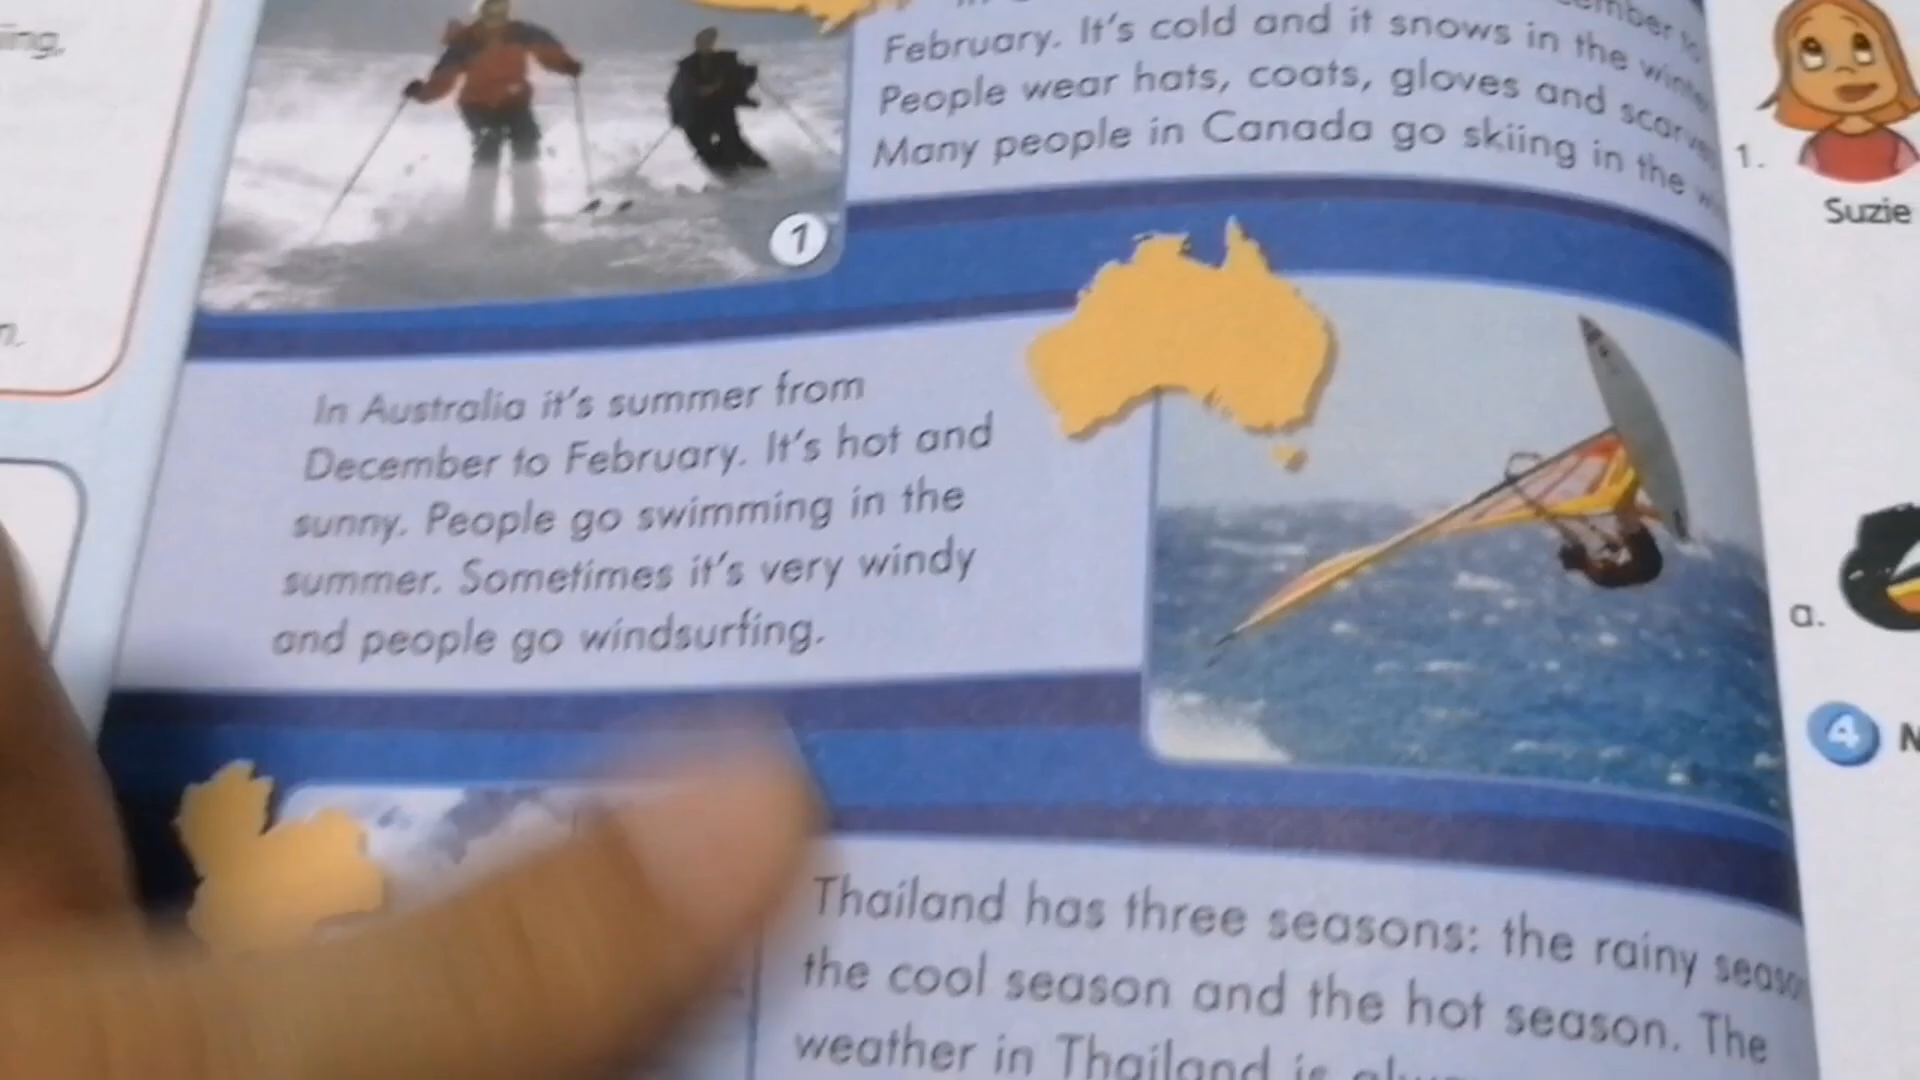 February. It's cold and it snows in the
People wear hats, coats, gloves and
Many people in Canada go skiing in the
1
In Australia it's summer from
December to February. It's hot and
sunny. People go swimming in the
summer. Sometimes it's very windy
and people go windsurfing.
Thailand has three seasons: the rainy
the cool season and the hot season. The
weather in Thailand is
1.
Suzie
a.
4